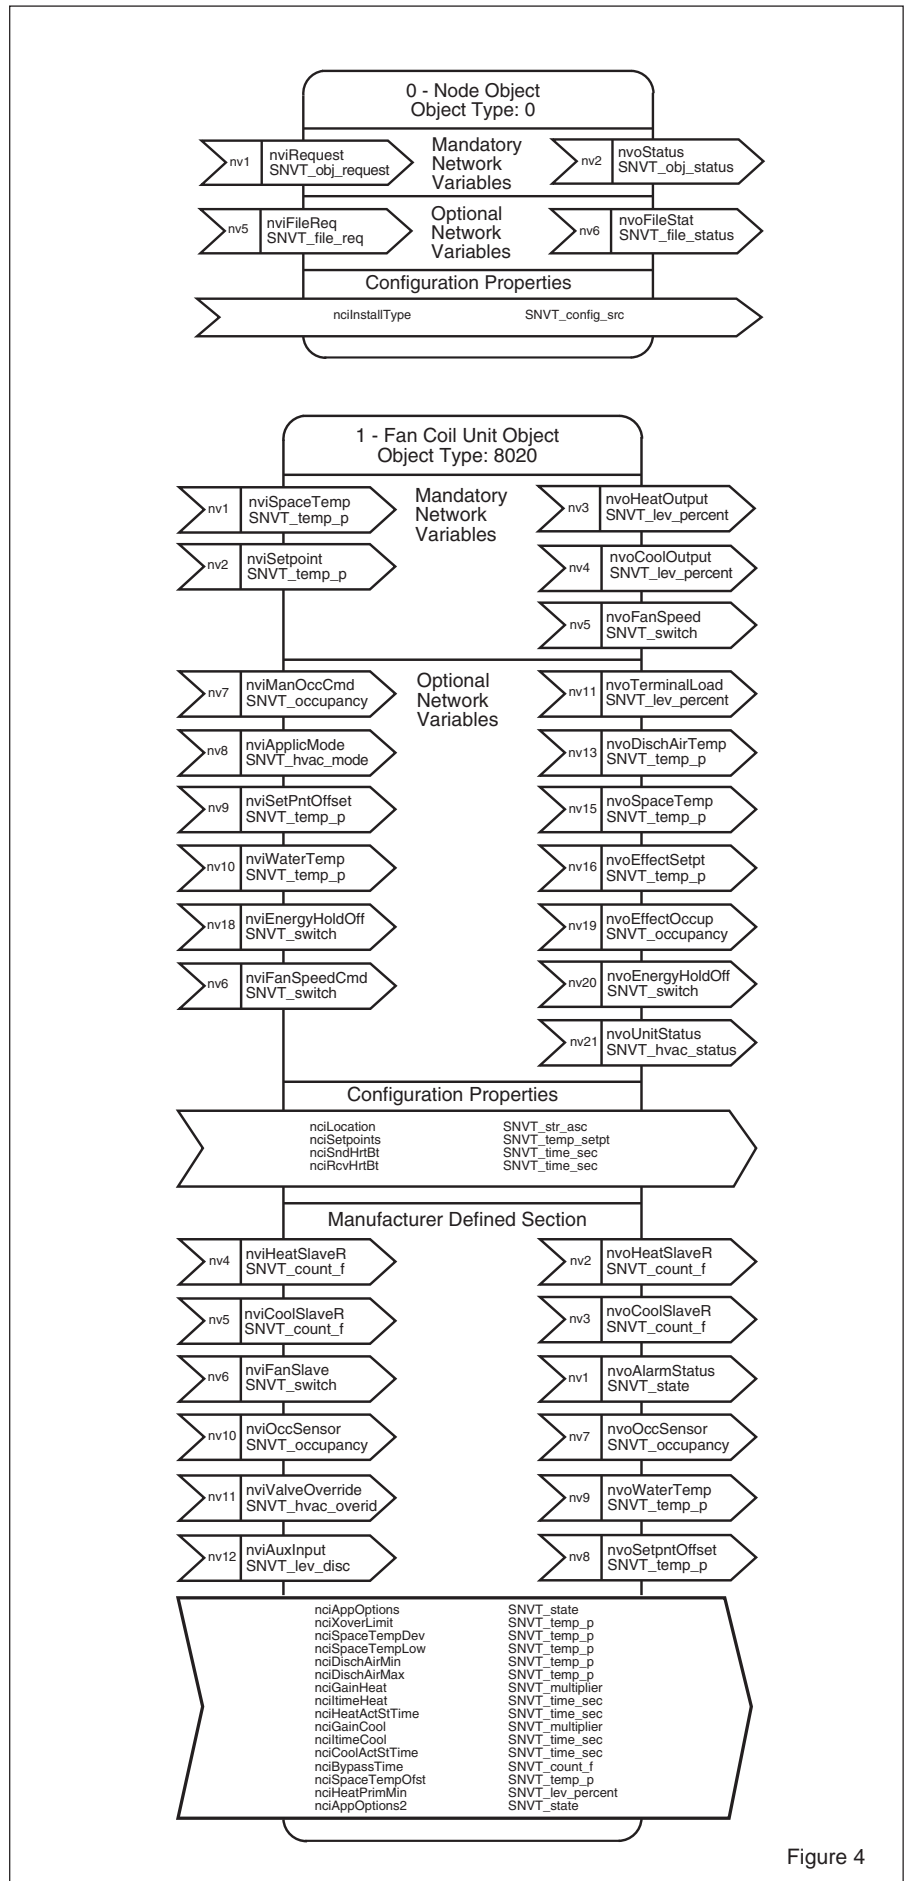 0 - Node Object
Object Type: 0
nv1
nviRequest
SNVT_obj_request
Mandatory
Network
Variables
nv2
nvoStatus
SNVT_obj_status
nv5
nviFileReq
SNVT_file_req
Optional
Network
Variables
nv6
nvoFileStat
SNVT_file_status
Configuration Properties
nciInstallType SNVT_config_src
1 - Fan Coil Unit Object
Object Type: 8020
nv1
nviSpaceTemp
SNVT_temp_p
Mandatory
Network
Variables
nv3
nvoHeatOutput
SNVT_lev_percent
nv2
nviSetpoint
SNVT_temp_p
nv4
nvoCoolOutput
SNVT_lev_percent
nv5
nvoFanSpeed
SNVT_switch
nv7
nviManOccCmd
SNVT_occupancy
Optional
Network
Variables
nv11
nvoTerminalLoad
SNVT_lev_percent
nv8
nviApplicMode
SNVT_hvac_mode
nv13
nvoDischAirTemp
SNVT_temp_p
nv9
nviSetPntOffset
SNVT_temp_p
nv15
nvoSpaceTemp
SNVT_temp_p
nv10
nviWaterTemp
SNVT_temp_p
nv16
nvoEffectSetpt
SNVT_temp_p
nv18
nviEnergyHoldOff
SNVT_switch
nv19
nvoEffectOccup
SNVT_occupancy
nv6
nviFanSpeedCmd
SNVT_switch
nv20
nvoEnergyHoldOff
SNVT_switch
nv21
nvoUnitStatus
SNVT_hvac_status
Configuration Properties
nciLocation SNVT_str_asc
nciSetpoints SNVT_temp_setpt
nciSndHrtBt SNVT_time_sec
nciRcvHrtBt SNVT_time_sec
Manufacturer Defined Section
nv4
nviHeatSlaveR
SNVT_count_f
nv2
nvoHeatSlaveR
SNVT_count_f
nv5
nviCoolSlaveR
SNVT_count_f
nv3
nvoCoolSlaveR
SNVT_count_f
nv6
nviFanSlave
SNVT_switch
nv1
nvoAlarmStatus
SNVT_state
nv10
nviOccSensor
SNVT_occupancy
nv7
nvoOccSensor
SNVT_occupancy
nv11
nviValveOverride
SNVT_hvac_overid
nv9
nvoWaterTemp
SNVT_temp_p
nv12
nviAuxInput
SNVT_lev_disc
nv8
nvoSetpntOffset
SNVT_temp_p
nciAppOptions SNVT_state
nciXoverLimit SNVT_temp_p
nciSpaceTempDev SNVT_temp_p
nciSpaceTempLow SNVT_temp_p
nciDischAirMin SNVT_temp_p
nciDischAirMax SNVT_temp_p
nciGainHeat SNVT_multiplier
nciItimeHeat SNVT_time_sec
nciHeatActStTime SNVT_time_sec
nciGainCool SNVT_multiplier
nciItimeCool SNVT_time_sec
nciCoolActStTime SNVT_time_sec
nciBypassTime SNVT_count_f
nciSpaceTempOfst SNVT_temp_p
nciHeatPrimMin SNVT_lev_percent
nciAppOptions2 SNVT_state
Figure 4